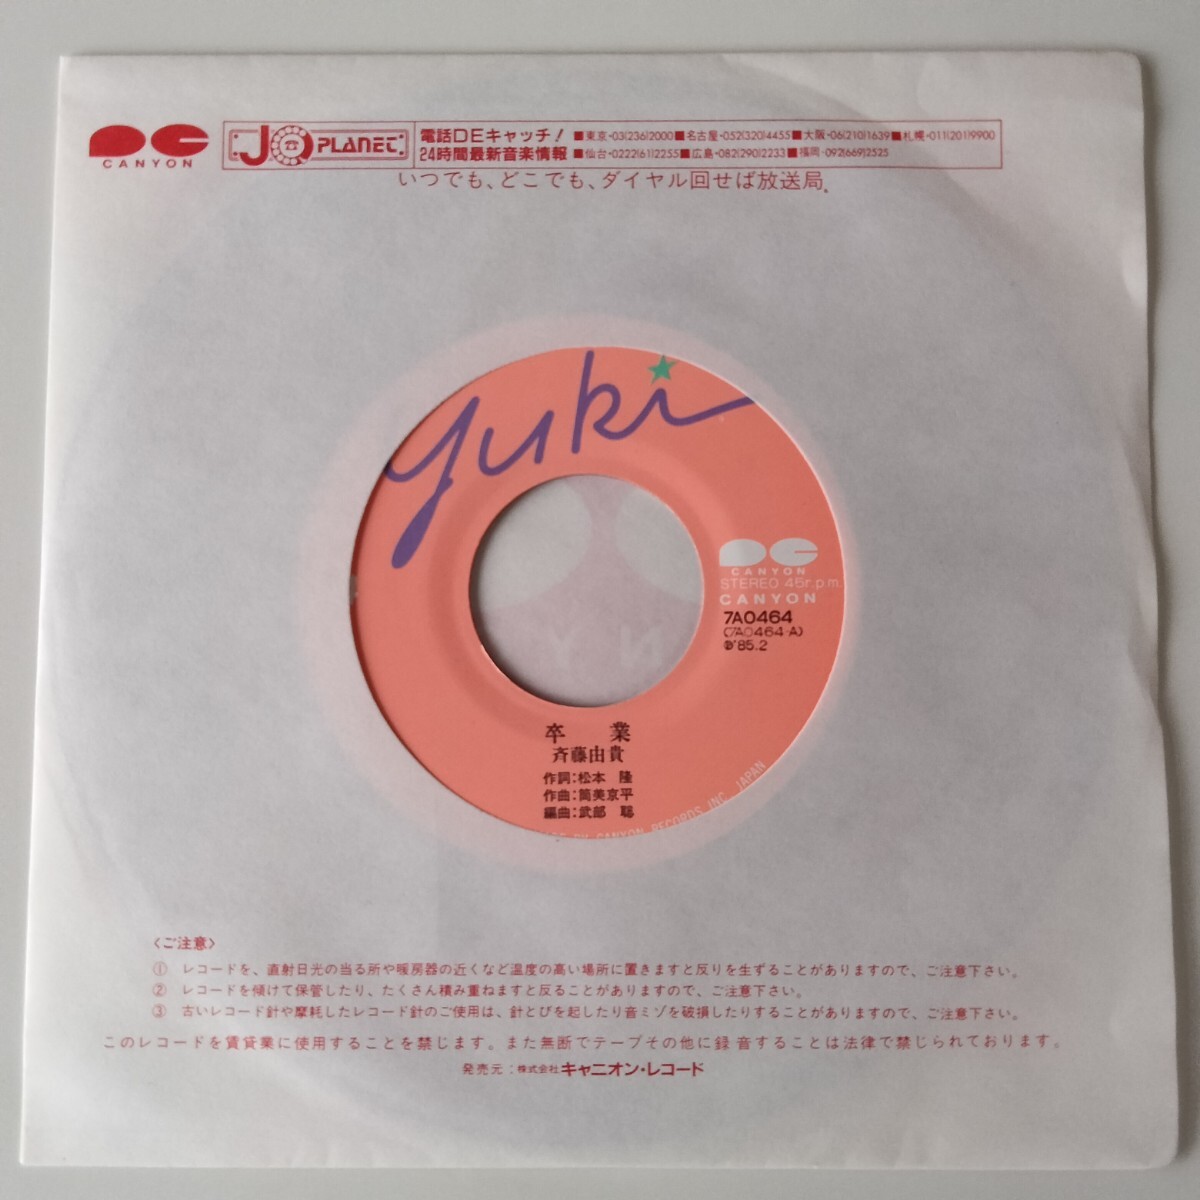 CANYON
JOPLANET
電話DEキャッチ! ■東京・03(236)2000■名古屋・052(320)4455■大阪・06(210)1639■札幌・011(201)9900
24時間最新音楽情報 ■仙台・0222(61)2255■広島・082(290)2233■福岡・092(669)2525
いつでも、どこでも、ダイヤル回せば放送局。
yuki
CANYON
STEREO 45r.p.m.
CANYON
7A0464
(7A0464-A)
Ⓟ'85.2
卒業
斉藤由貴
作詞:松本 隆
作曲:筒美京平
編曲:武部 聡
BY CANYON RECORDS INC. JAPAN
〈ご注意〉
① レコードを、直射日光の当る所や暖房器の近くなど温度の高い場所に置きますと反りを生ずることがありますので、ご注意下さい。
② レコードを傾けて保管したり、たくさん積み重ねますと反ることがありますので、ご注意下さい。
③ 古いレコード針や摩耗したレコード針のご使用は、針とびを起したり音ミゾを破損したりすることがありますので、ご注意下さい。
このレコードを賃貸業に使用することを禁じます。また無断でテープその他に録音することは法律で禁じられております。
発売元:株式会社キャニオン・レコード